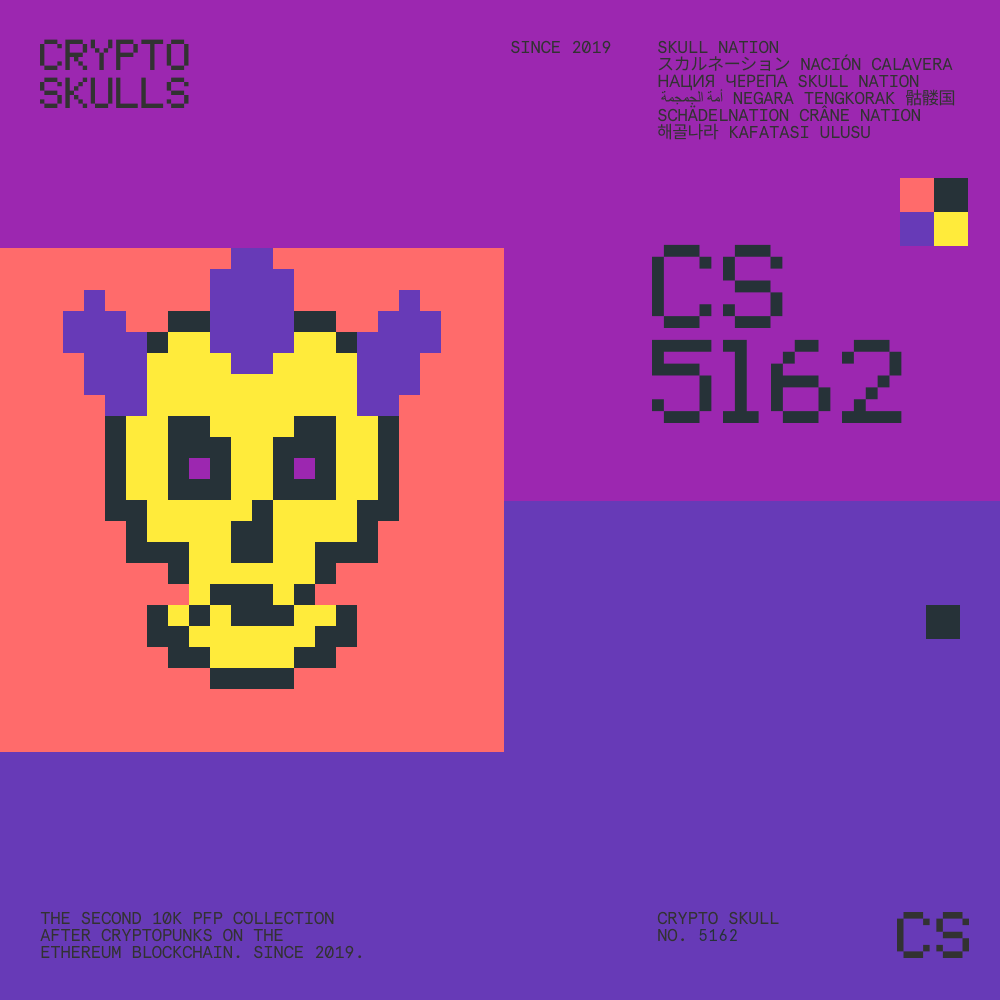 CRYPTO
SKULLS
SINCE 2019
SKULL NATION
スカルネーション NACIÓN CALAVERA
НАЦИЯ ЧЕРЕПА SKULL NATION
أمة الجمجمة NEGARA TENGKORAK 骷髅国
SCHÄDELNATION CRÂNE NATION
해골나라 KAFATASI ULUSU
CS
5162
THE SECOND 10K PFP COLLECTION
AFTER CRYPTOPUNKS ON THE
ETHEREUM BLOCKCHAIN. SINCE 2019.
CRYPTO SKULL
NO. 5162
CS